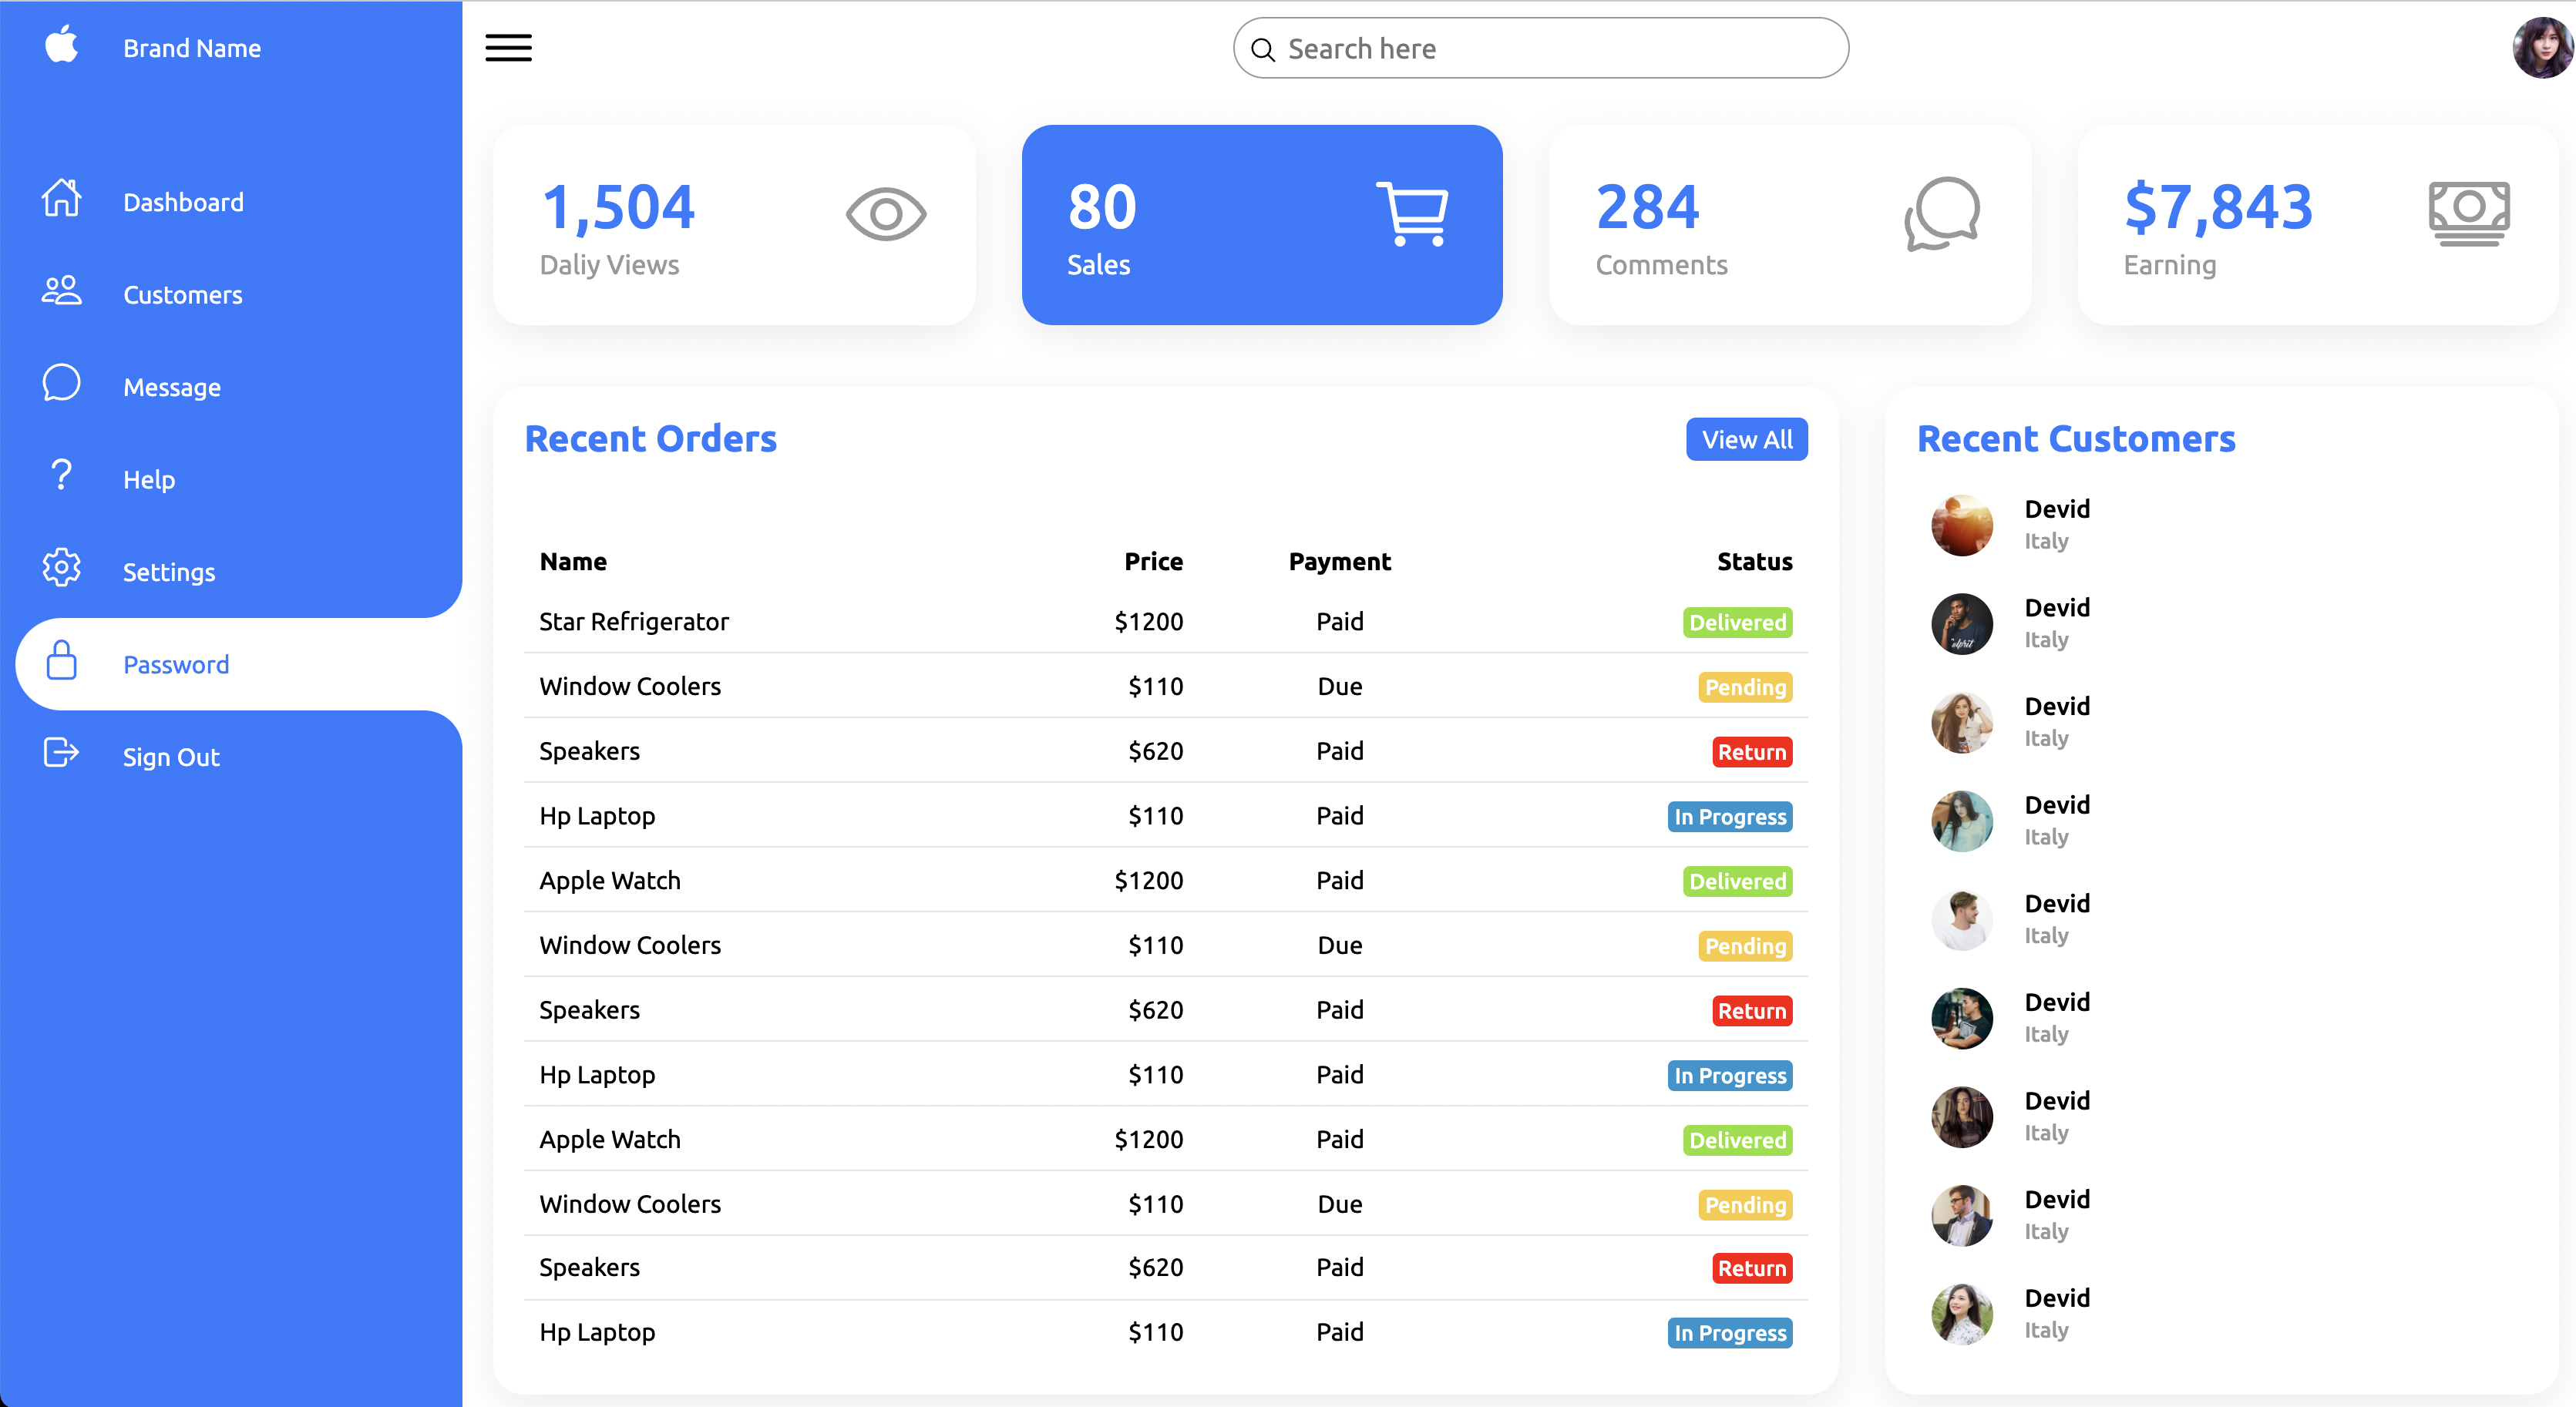 Brand Name
Search here
Dashboard
Customers
Message
Help
Settings
Password
Sign Out
1,504
Daliy Views
80
Sales
284
Comments
$7,843
Earning
Recent Orders
View All
Name Price Payment Status
Star Refrigerator $1200 Paid Delivered
Window Coolers $110 Due Pending
Speakers $620 Paid Return
Hp Laptop $110 Paid In Progress
Apple Watch $1200 Paid Delivered
Window Coolers $110 Due Pending
Speakers $620 Paid Return
Hp Laptop $110 Paid In Progress
Apple Watch $1200 Paid Delivered
Window Coolers $110 Due Pending
Speakers $620 Paid Return
Hp Laptop $110 Paid In Progress
Recent Customers
Devid
Italy
Devid
Italy
Devid
Italy
Devid
Italy
Devid
Italy
Devid
Italy
Devid
Italy
Devid
Italy
Devid
Italy